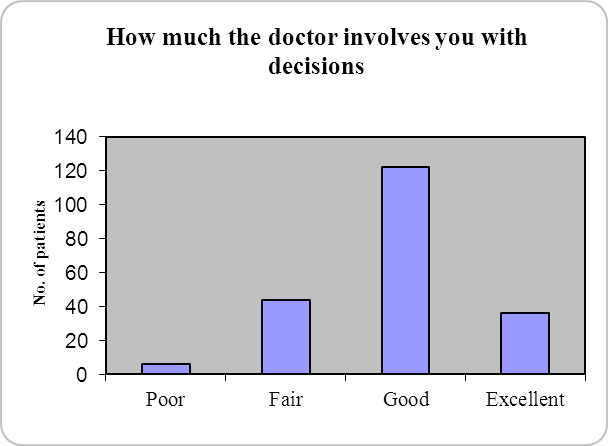 How much the doctor involves you with
decisions
No. of patients
140
120
100
80
60
40
20
0
Poor Fair Good Excellent